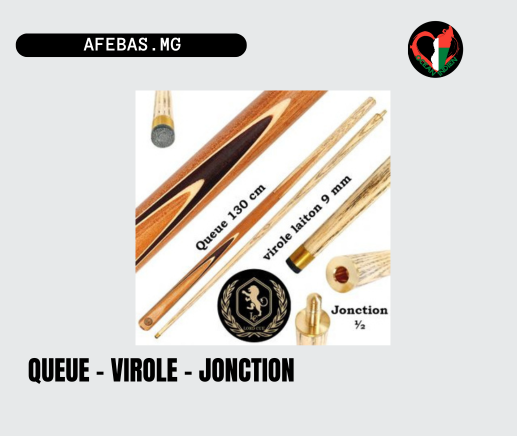 AFEBAS.MG
Queue 130 cm
virole laiton 9 mm
Jonction
½
QUEUE - VIROLE - JONCTION